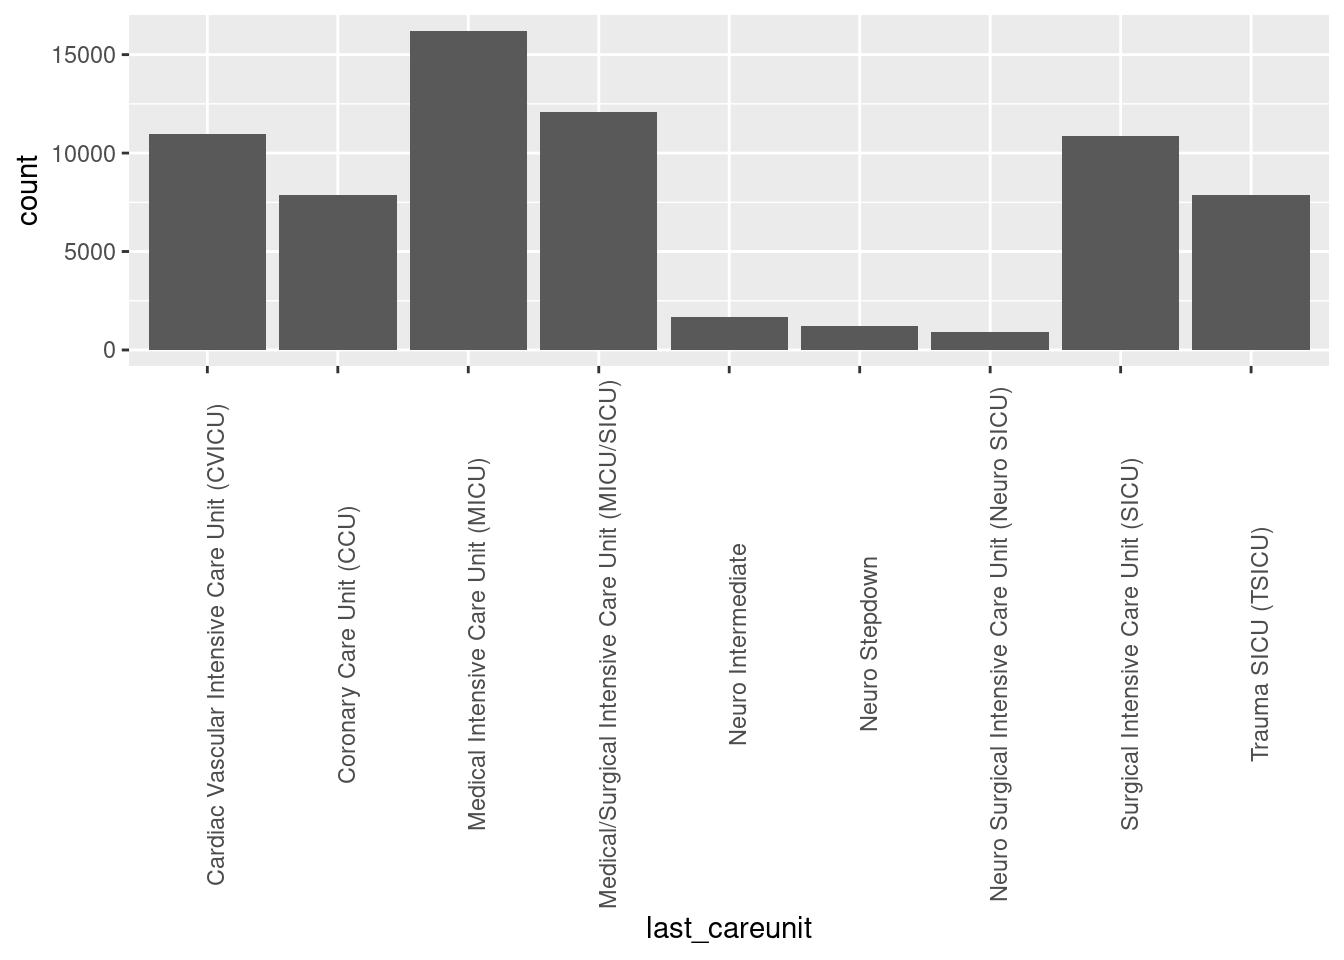 15000
10000
5000
0
count
Cardiac Vascular Intensive Care Unit (CVICU)
Coronary Care Unit (CCU)
Medical Intensive Care Unit (MICU)
Medical/Surgical Intensive Care Unit (MICU/SICU)
Neuro Intermediate
Neuro Stepdown
Neuro Surgical Intensive Care Unit (Neuro SICU)
Surgical Intensive Care Unit (SICU)
Trauma SICU (TSICU)
last_careunit